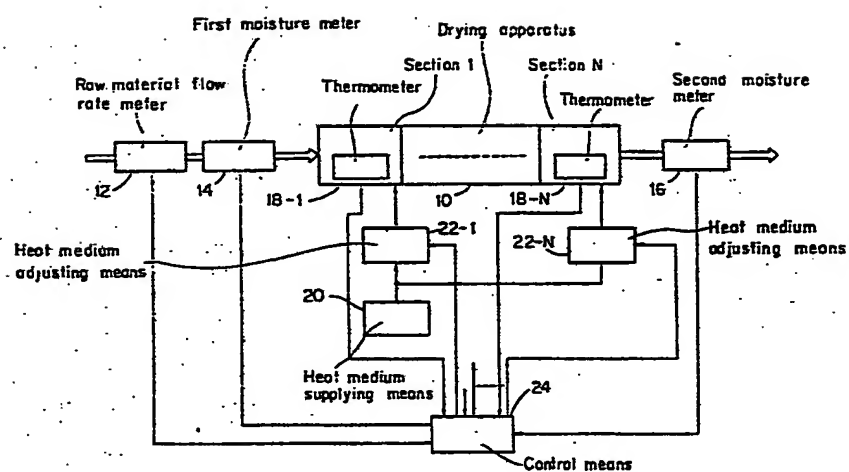 First moisture meter
Drying apparatus
Raw material flow
rate meter
Section 1
Section N
Thermometer
Thermometer
Second moisture
meter
12
14
18-1
10
18-N
16
22-1
22-N
Heat medium
adjusting means
Heat medium
adjusting means
20
Heat medium
supplying means
24
Control means